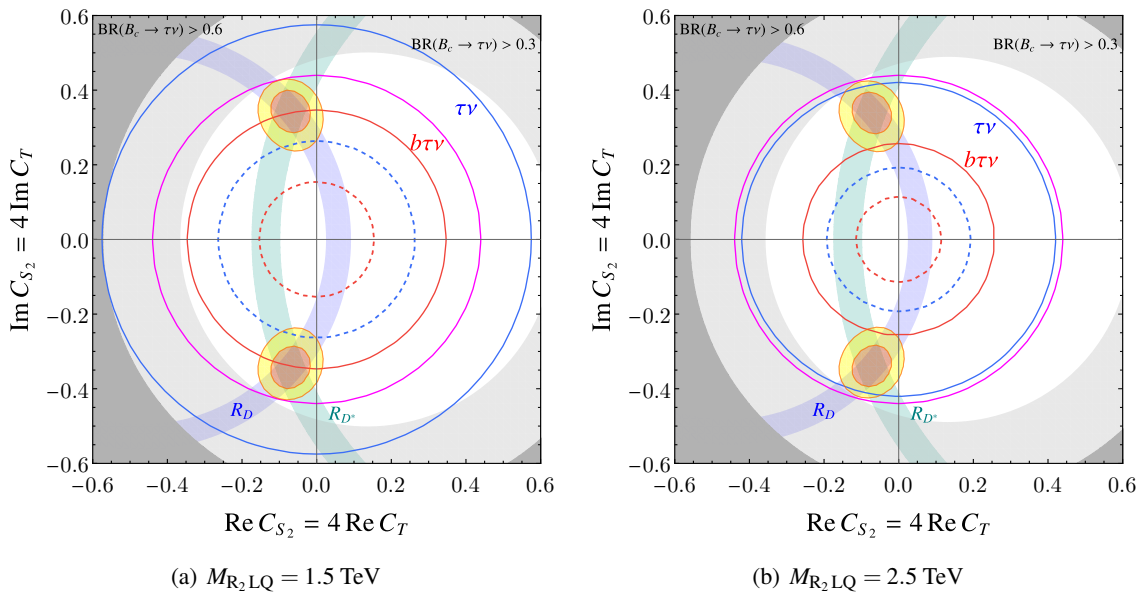 BR(B_c → τν) > 0.6
BR(B_c → τν) > 0.3
τν
bτν
R_D
R_{D*}
0.6
0.4
0.2
0.0
−0.2
−0.4
−0.6
−0.6 −0.4 −0.2 0.0 0.2 0.4 0.6
Im C_{S_2} = 4 Im C_T
Re C_{S_2} = 4 Re C_T
(a) M_{R_2 LQ} = 1.5 TeV
BR(B_c → τν) > 0.6
BR(B_c → τν) > 0.3
τν
bτν
R_D
R_{D*}
0.6
0.4
0.2
0.0
−0.2
−0.4
−0.6
−0.6 −0.4 −0.2 0.0 0.2 0.4 0.6
Im C_{S_2} = 4 Im C_T
Re C_{S_2} = 4 Re C_T
(b) M_{R_2 LQ} = 2.5 TeV